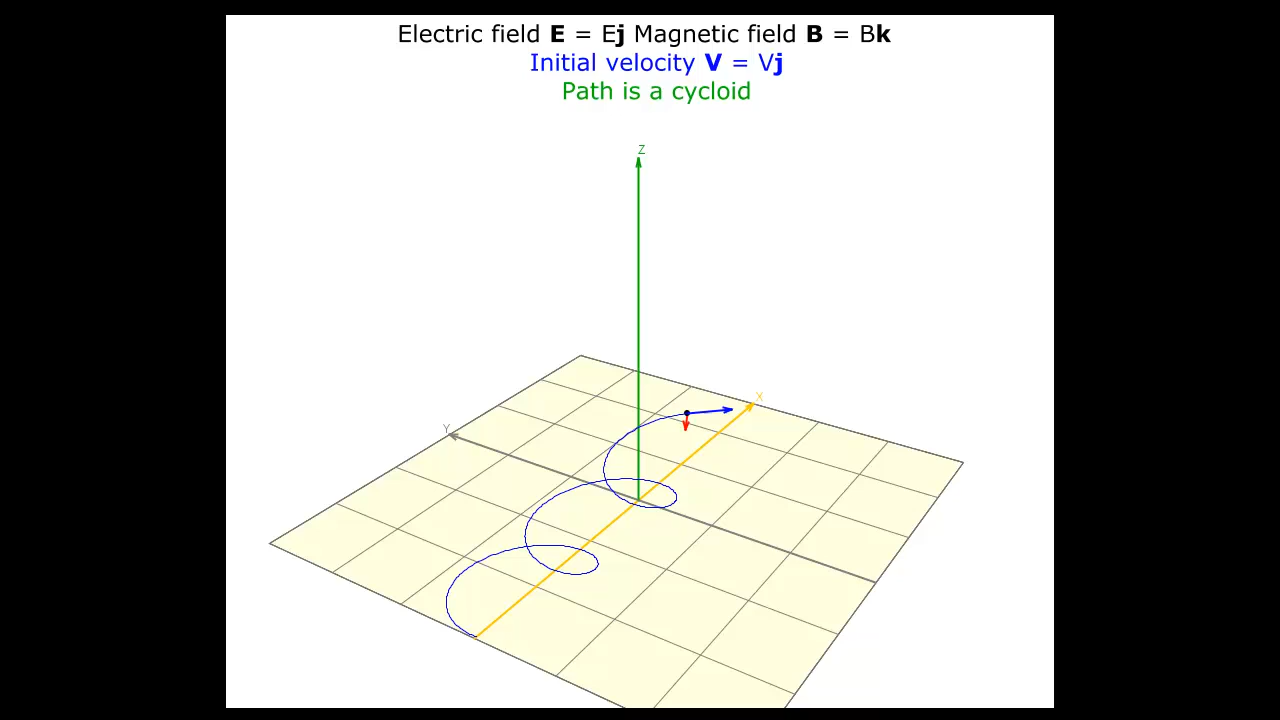 Electric field E = Ej Magnetic field B = Bk
Initial velocity V = Vj
Path is a cycloid
Z
X
Y